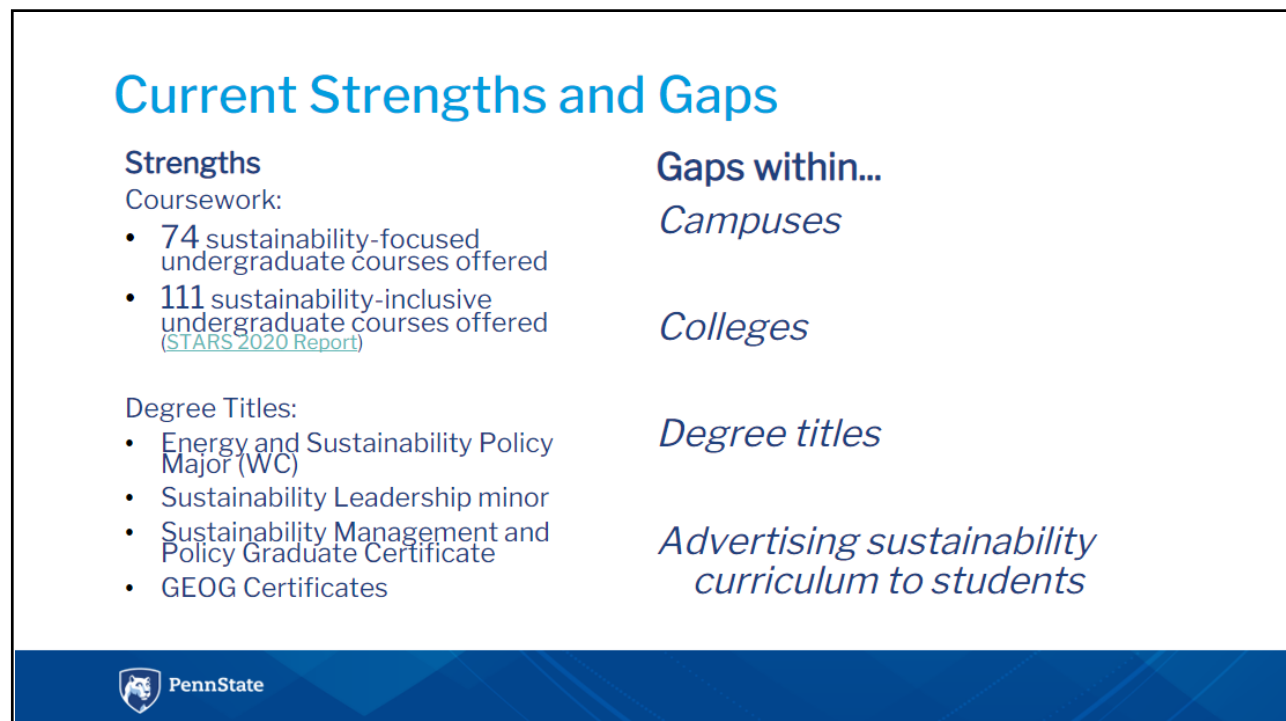 Current Strengths and Gaps
Strengths
Coursework:
• 74 sustainability-focused
undergraduate courses offered
• 111 sustainability-inclusive
undergraduate courses offered
(STARS 2020 Report)
Degree Titles:
• Energy and Sustainability Policy
Major (WC)
• Sustainability Leadership minor
• Sustainability Management and
Policy Graduate Certificate
• GEOG Certificates
Gaps within...
Campuses
Colleges
Degree titles
Advertising sustainability
curriculum to students
PennState